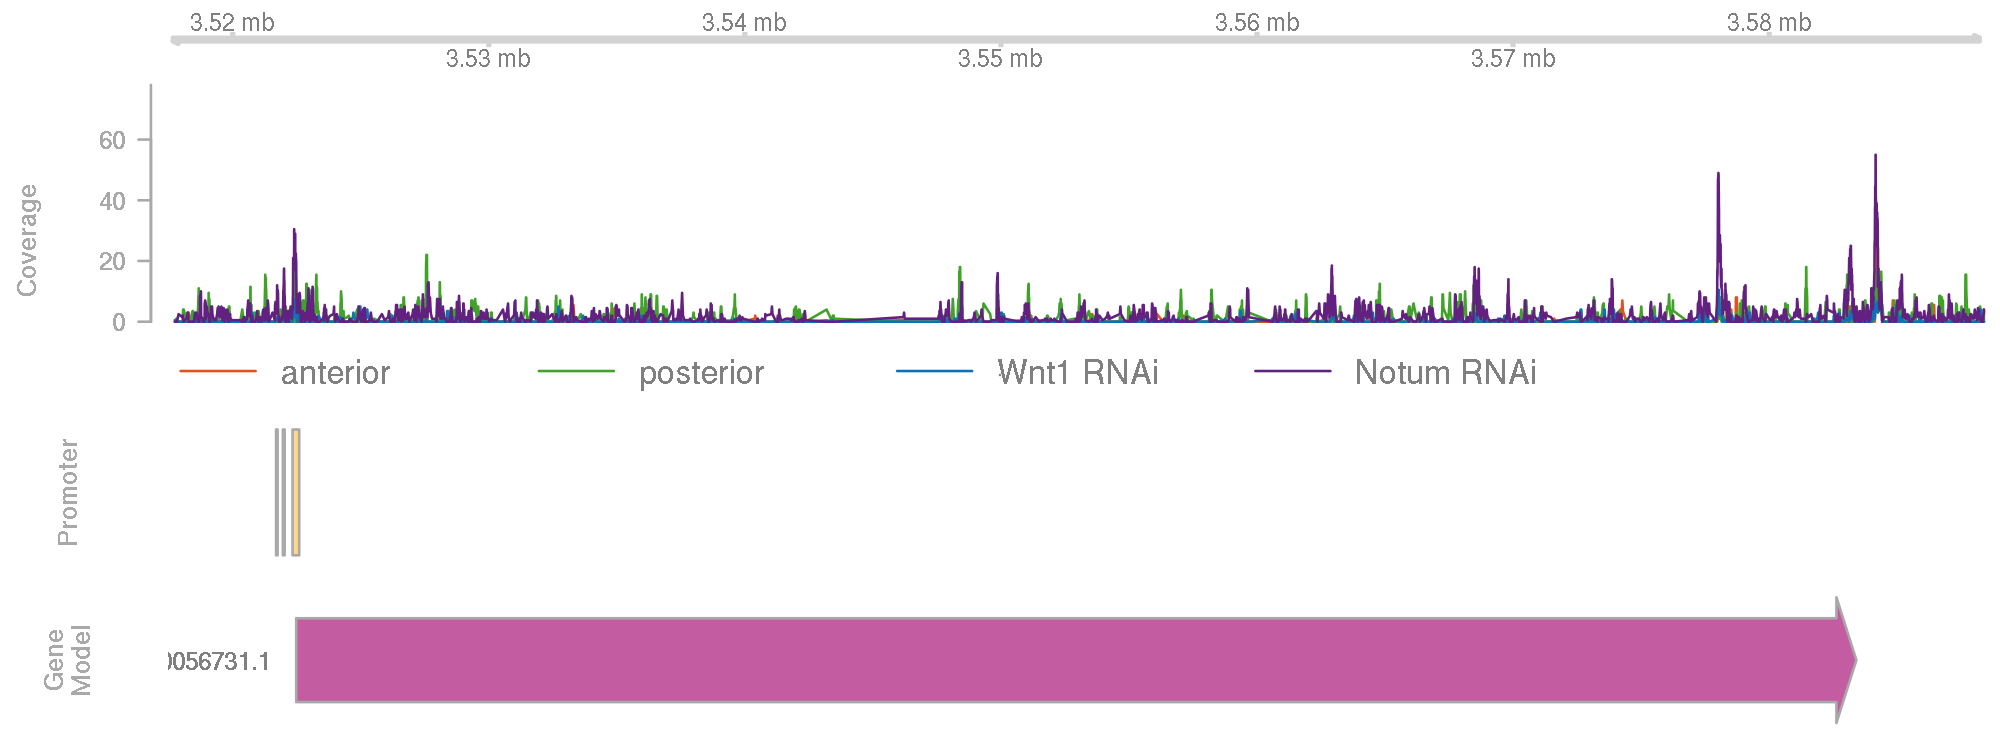 3.52 mb 3.54 mb 3.56 mb 3.58 mb
3.53 mb 3.55 mb 3.57 mb
Coverage
60
40
20
0
anterior posterior Wnt1 RNAi Notum RNAi
Promoter
Gene
Model
056731.1